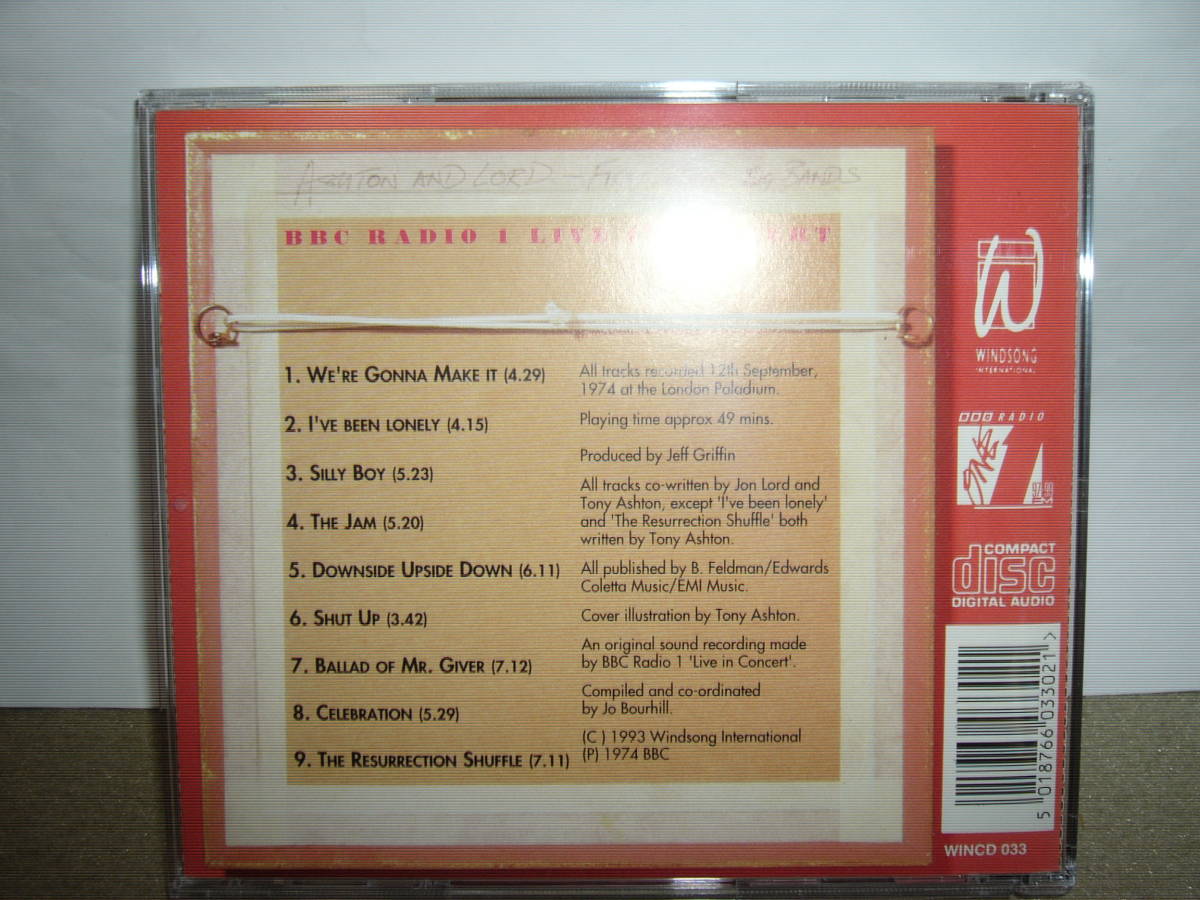 ASHTON AND LORD – BANDS
BBC RADIO 1 LIVE
1. WE'RE GONNA MAKE IT (4.29)
2. I'VE BEEN LONELY (4.15)
3. SILLY BOY (5.23)
4. THE JAM (5.20)
5. DOWNSIDE UPSIDE DOWN (6.11)
6. SHUT UP (3.42)
7. BALLAD OF MR. GIVER (7.12)
8. CELEBRATION (5.29)
9. THE RESURRECTION SHUFFLE (7.11)
All tracks recorded 12th September,
1974 at the London Paladium.
Playing time approx 49 mins.
Produced by Jeff Griffin
All tracks co-written by Jon Lord and
Tony Ashton, except 'I've been lonely'
and 'The Resurrection Shuffle' both
written by Tony Ashton.
All published by B. Feldman/Edwards
Coletta Music/EMI Music.
Cover illustration by Tony Ashton.
An original sound recording made
by BBC Radio 1 'Live in Concert'.
Compiled and co-ordinated
by Jo Bourhill.
(C) 1993 Windsong International
(P) 1974 BBC
W
WINDSONG
INTERNATIONAL
BBC RADIO
ONE
1
97-99
FM
COMPACT
disc
DIGITAL AUDIO
5 018766 033021 >
WINCD 033